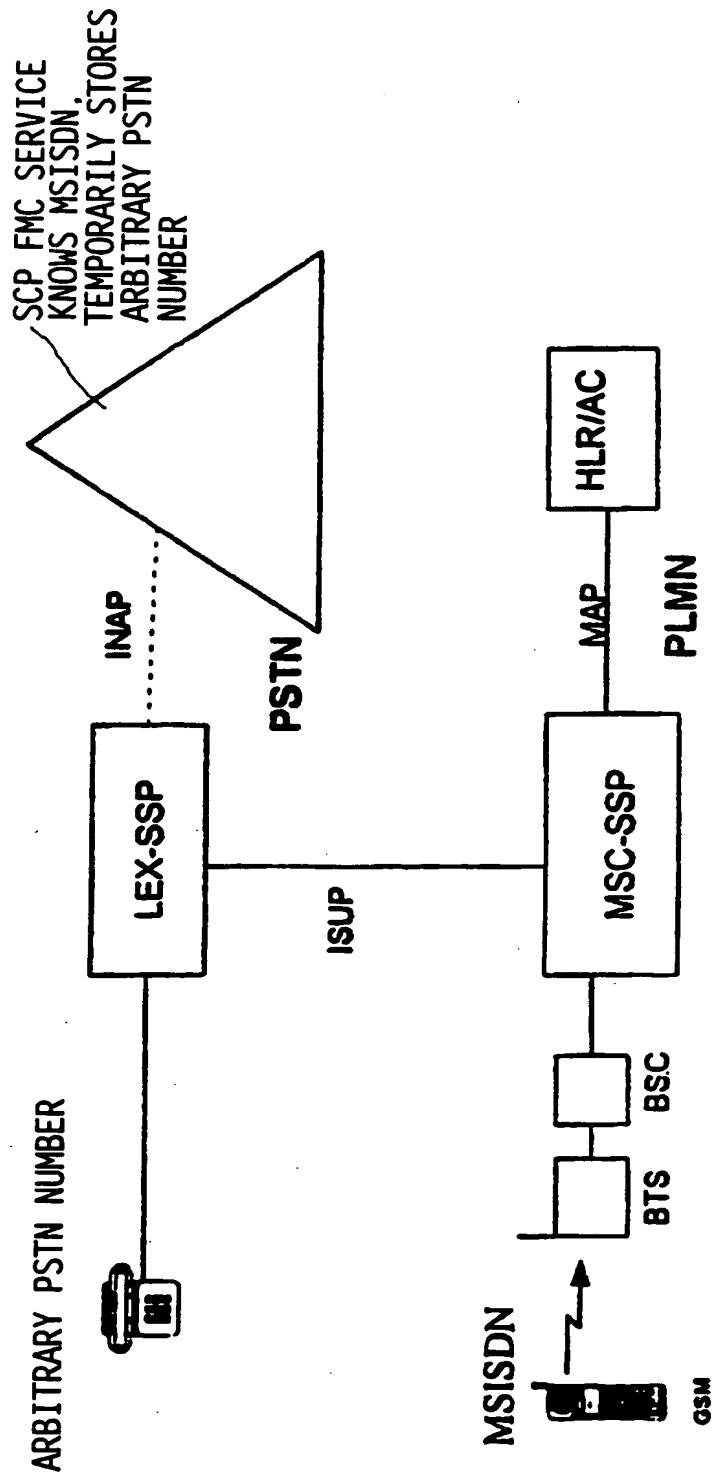 ARBITRARY PSTN NUMBER
LEX-SSP
INAP
SCP FMC SERVICE
KNOWS MSISDN,
TEMPORARILY STORES
ARBITRARY PSTN
NUMBER
PSTN
ISUP
MSISDN
GSM
BTS
BSC
MSC-SSP
MAP
HLR/AC
PLMN